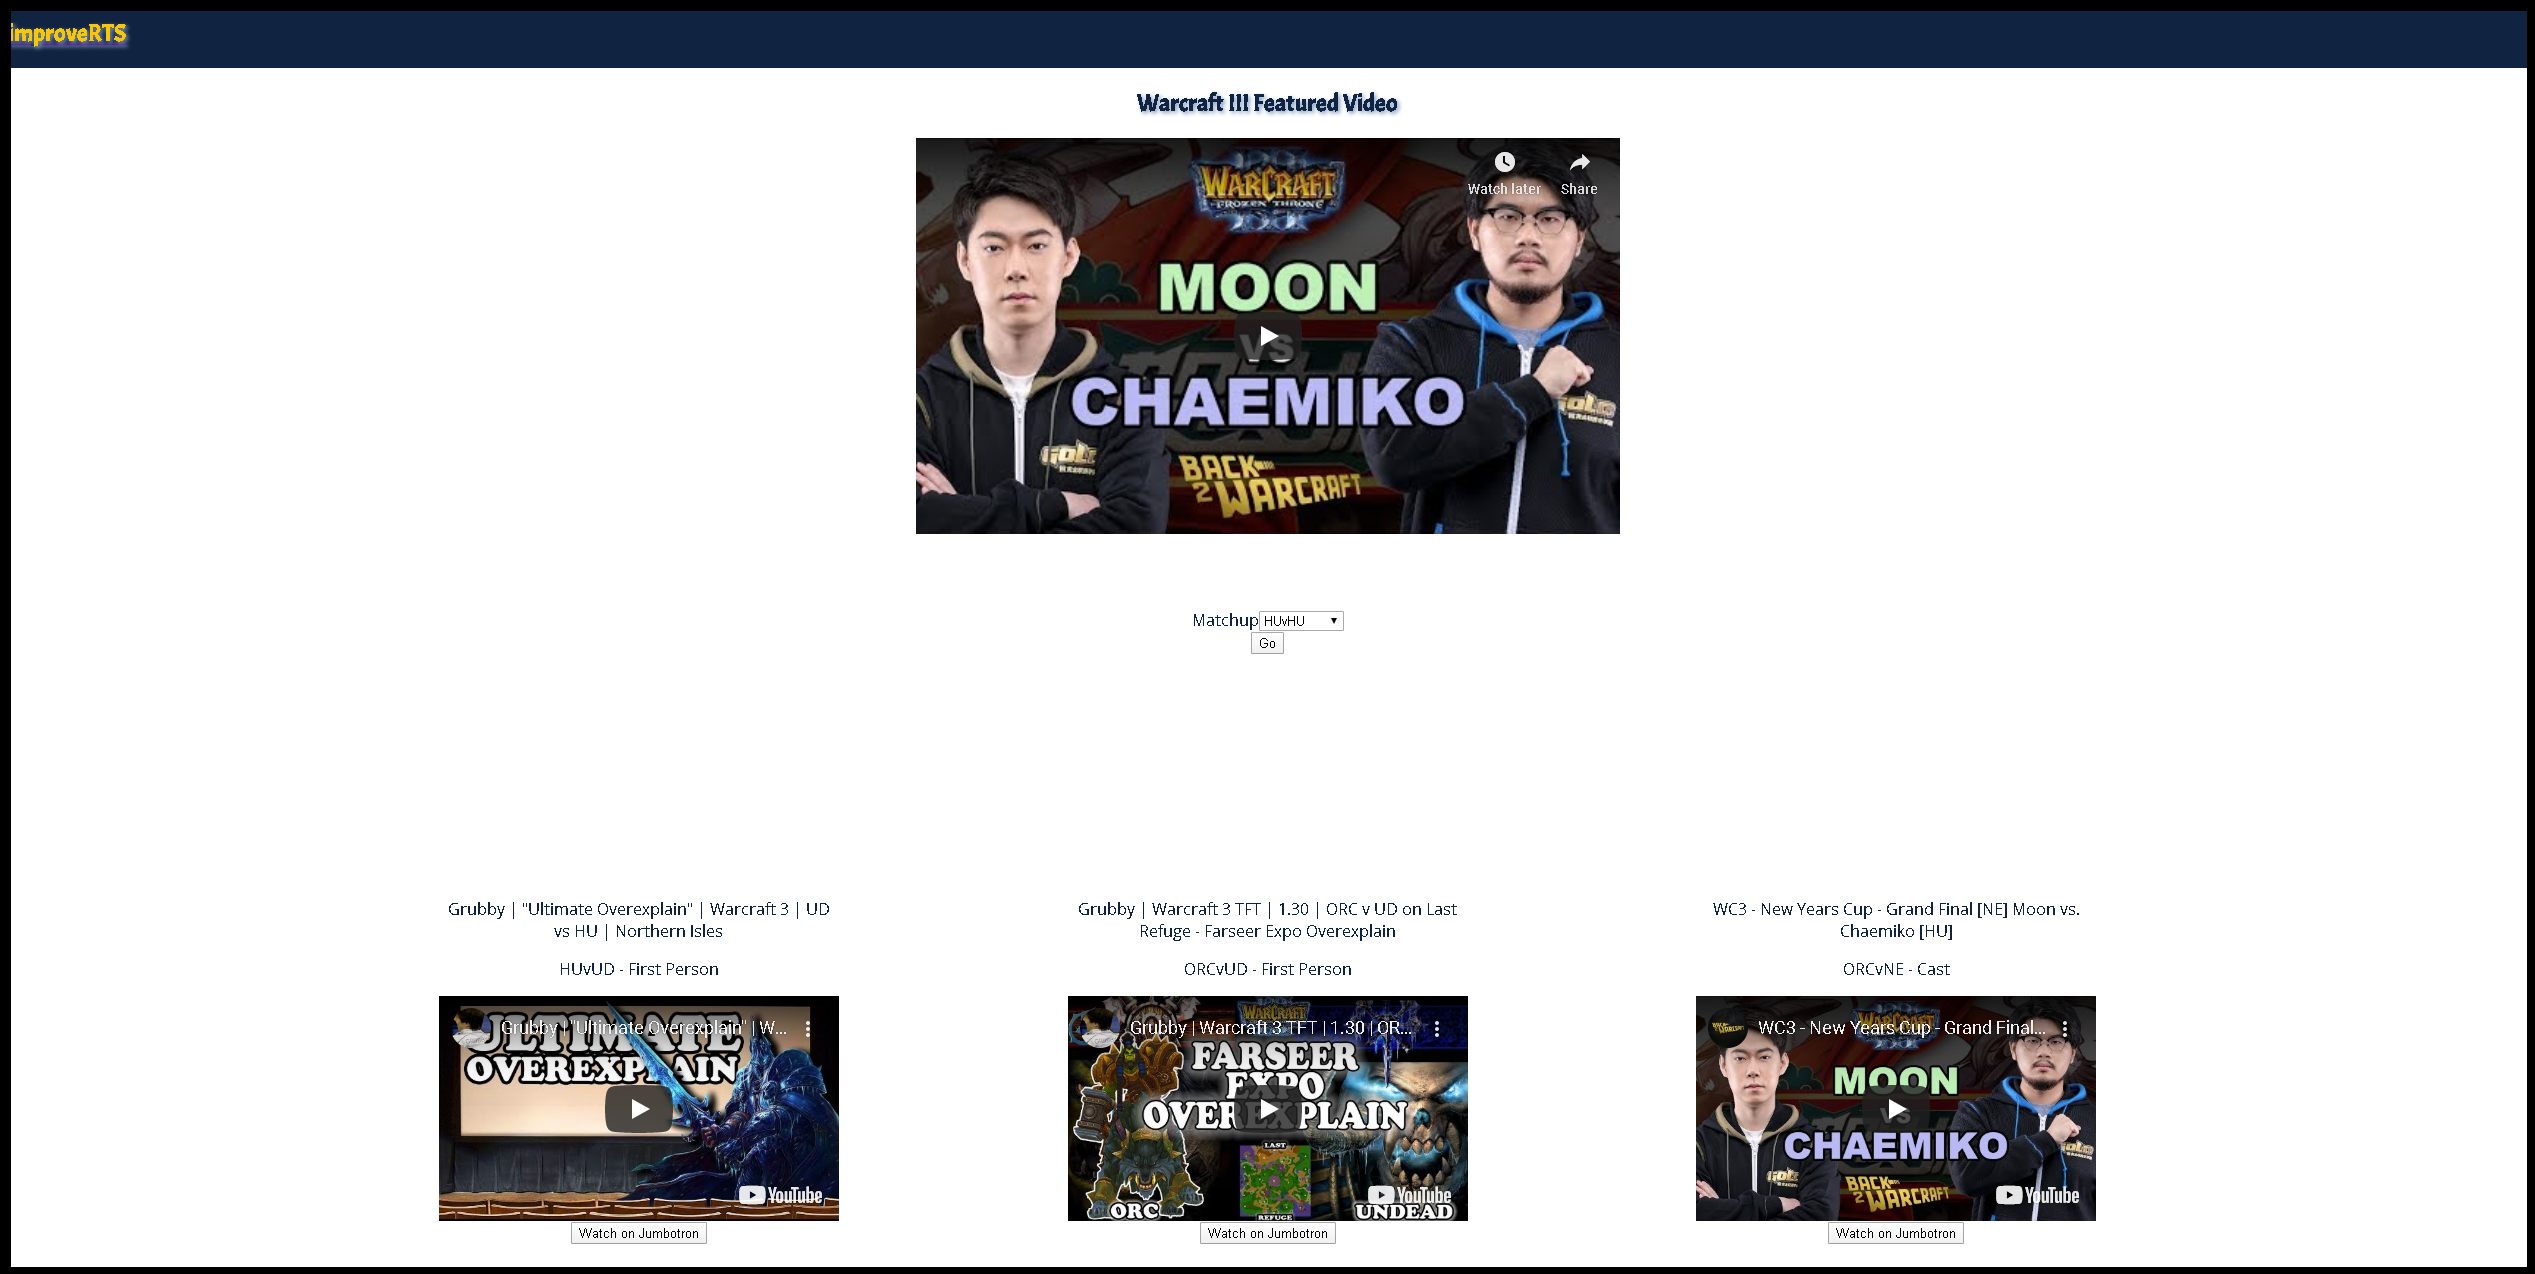 improveRTS
Warcraft III Featured Video
WARCRAFT
FROZEN THRONE
III
Watch later
Share
MOON
VS
CHAEMIKO
GOLD
BACK
2 WARCRAFT
Matchup HUvHU
Go
Grubby | "Ultimate Overexplain" | Warcraft 3 | UD
vs HU | Northern Isles
HUvUD - First Person
Grubby | "Ultimate Overexplain" | W...
ULTIMATE
OVEREXPLAIN
YouTube
Watch on Jumbotron
Grubby | Warcraft 3 TFT | 1.30 | ORC v UD on Last
Refuge - Farseer Expo Overexplain
ORCvUD - First Person
Grubby | Warcraft 3 TFT | 1.30 | OR...
FARSEER
EXPO
OVEREXPLAIN
LAST
REFUGE
ORC
UNDEAD
YouTube
Watch on Jumbotron
WC3 - New Years Cup - Grand Final [NE] Moon vs.
Chaemiko [HU]
ORCvNE - Cast
WC3 - New Years Cup - Grand Final...
MOON
VS
CHAEMIKO
BACK
2 WARCRAFT
YouTube
Watch on Jumbotron